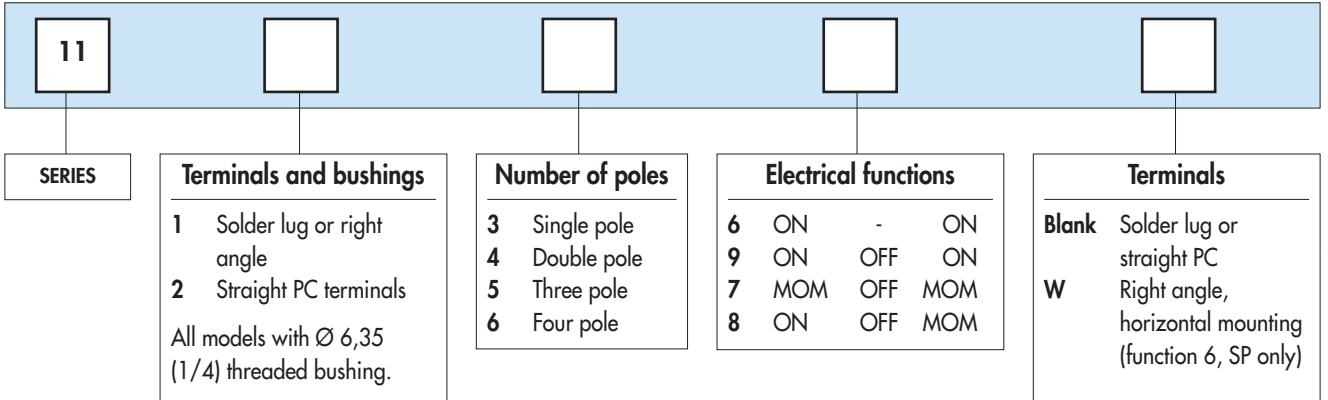 11
SERIES
Terminals and bushings
1 Solder lug or right
angle
2 Straight PC terminals
All models with Ø 6,35
(1/4) threaded bushing.
Number of poles
3 Single pole
4 Double pole
5 Three pole
6 Four pole
Electrical functions
6 ON - ON
9 ON OFF ON
7 MOM OFF MOM
8 ON OFF MOM
Terminals
Blank Solder lug or
straight PC
W Right angle,
horizontal mounting
(function 6, SP only)